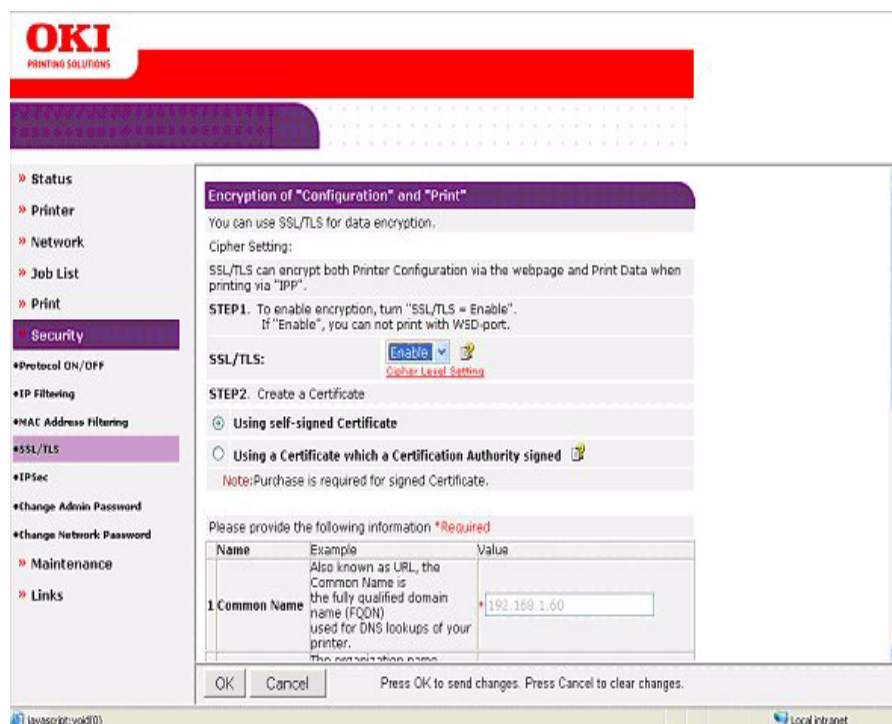 OKI
PRINTING SOLUTIONS
» Status
» Printer
» Network
» Job List
» Print
Security
•Protocol ON/OFF
•IP Filtering
•MAC Address Filtering
•SSL/TLS
•IPSec
•Change Admin Password
•Change Network Password
» Maintenance
» Links
Encryption of "Configuration" and "Print"
You can use SSL/TLS for data encryption.
Cipher Setting:
SSL/TLS can encrypt both Printer Configuration via the webpage and Print Data when
printing via "IPP".
STEP1. To enable encryption, turn "SSL/TLS = Enable".
If "Enable", you can not print with WSD-port.
SSL/TLS:
Enable
Cipher Level Setting
STEP2. Create a Certificate
Using self-signed Certificate
Using a Certificate which a Certification Authority signed
Note:Purchase is required for signed Certificate.
Please provide the following information *Required
Name Example Value
1 Common Name
Also known as URL, the
Common Name is
the fully qualified domain
name (FQDN)
used for DNS lookups of your
printer.
* 192.168.1.60
The organization name
OK Cancel Press OK to send changes. Press Cancel to clear changes.
javascript:void(0) Local intranet